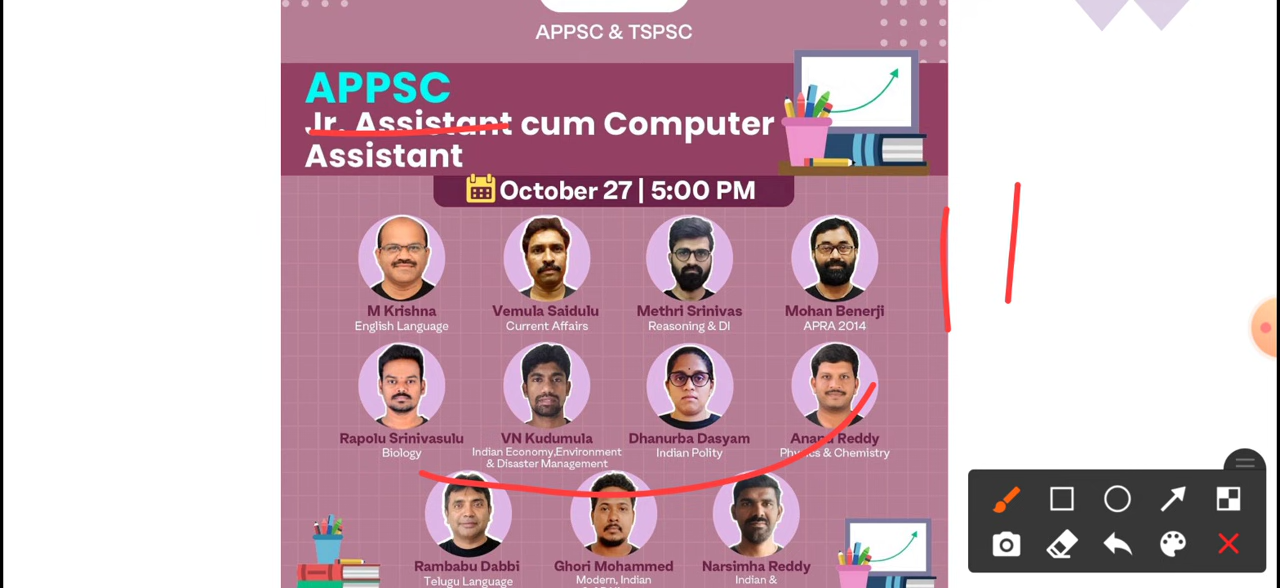 APPSC & TSPSC
APPSC
Jr. Assistant cum Computer
Assistant
October 27 | 5:00 PM
M Krishna
English Language
Vemula Saidulu
Current Affairs
Methri Srinivas
Reasoning & DI
Mohan Benerji
APRA 2014
Rapolu Srinivasulu
Biology
VN Kudumula
Indian Economy,Environment
& Disaster Management
Dhanurba Dasyam
Indian Polity
Anand Reddy
Physics & Chemistry
Rambabu Dabbi
Telugu Language
Ghori Mohammed
Modern, Indian
Narsimha Reddy
Indian &